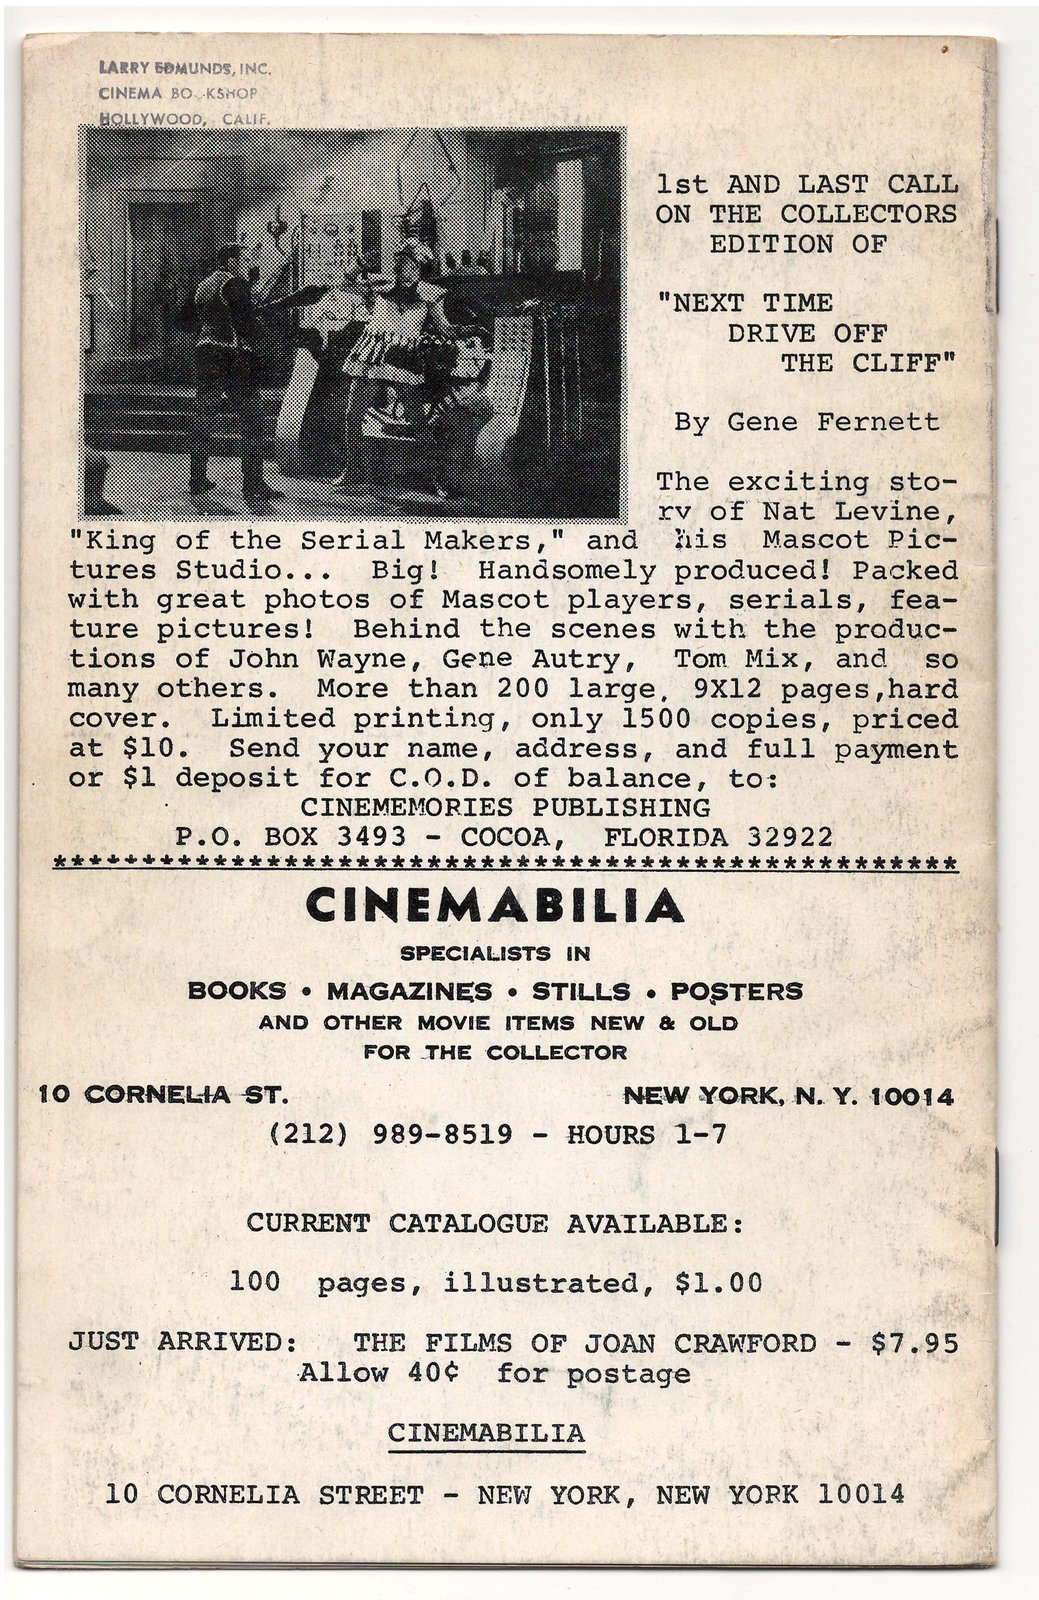 LARRY EDMUNDS, INC.
CINEMA BO KSHOP
HOLLYWOOD, CALIF.
1st AND LAST CALL
ON THE COLLECTORS
EDITION OF
"NEXT TIME
DRIVE OFF
THE CLIFF"
By Gene Fernett
The exciting sto-
ry of Nat Levine,
"King of the Serial Makers," and his Mascot Pic-
tures Studio... Big! Handsomely produced! Packed
with great photos of Mascot players, serials, fea-
ture pictures! Behind the scenes with the produc-
tions of John Wayne, Gene Autry, Tom Mix, and so
many others. More than 200 large, 9X12 pages,hard
cover. Limited printing, only 1500 copies, priced
at $10. Send your name, address, and full payment
or $1 deposit for C.O.D. of balance, to:
CINEMEMORIES PUBLISHING
P.O. BOX 3493 - COCOA, FLORIDA 32922
***************************************************
CINEMABILIA
SPECIALISTS IN
BOOKS • MAGAZINES • STILLS • POSTERS
AND OTHER MOVIE ITEMS NEW & OLD
FOR THE COLLECTOR
10 CORNELIA ST. NEW YORK, N. Y. 10014
(212) 989-8519 - HOURS 1-7
CURRENT CATALOGUE AVAILABLE:
100 pages, illustrated, $1.00
JUST ARRIVED: THE FILMS OF JOAN CRAWFORD - $7.95
Allow 40¢ for postage
CINEMABILIA
10 CORNELIA STREET - NEW YORK, NEW YORK 10014